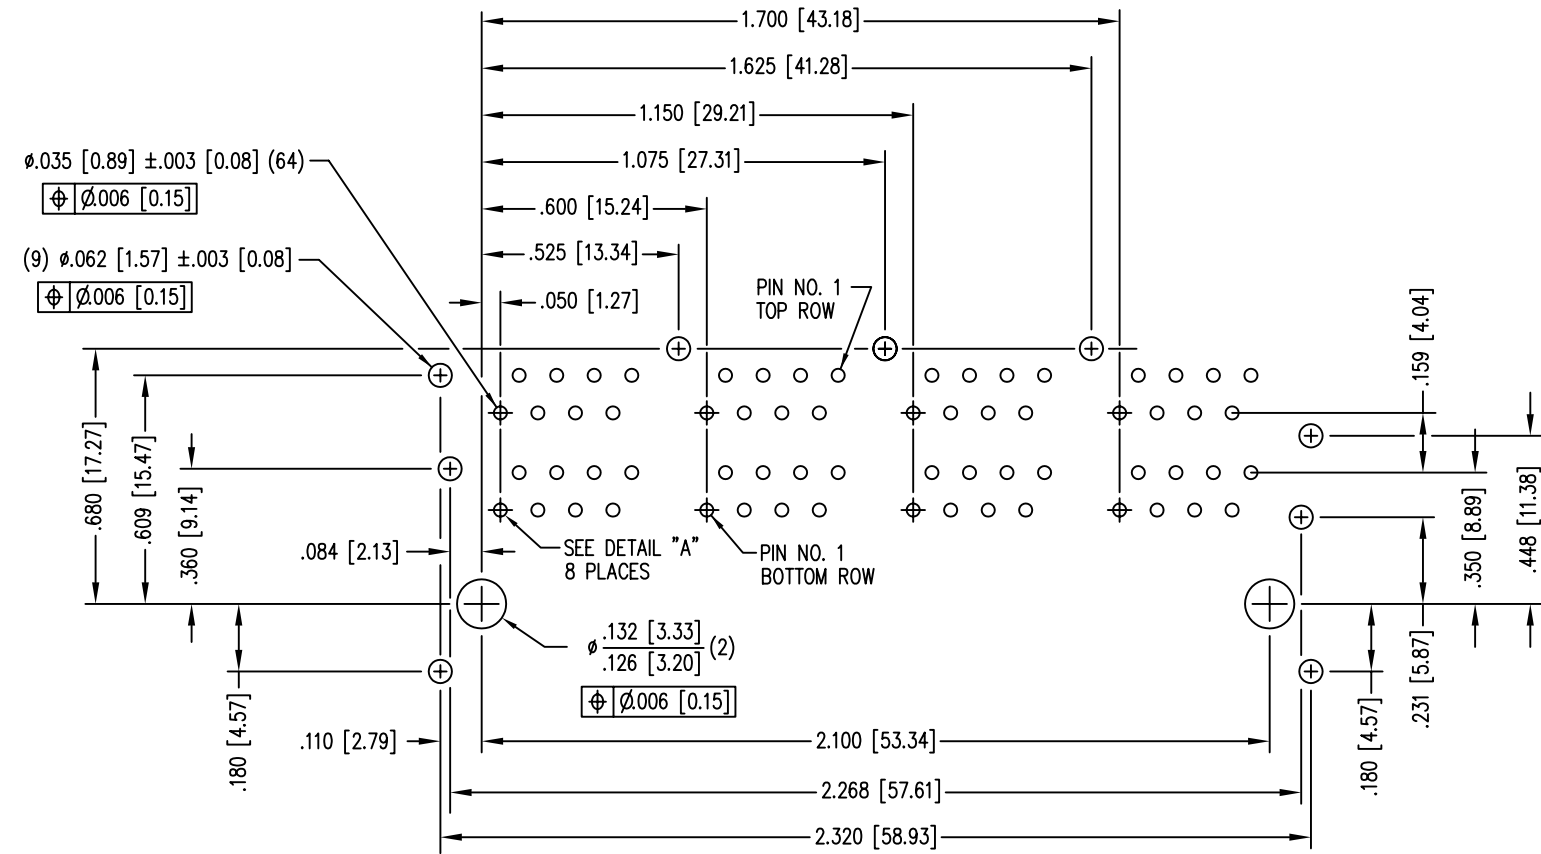 1.700 [43.18]
1.625 [41.28]
1.150 [29.21]
1.075 [27.31]
ø.035 [0.89] ±.003 [0.08] (64)
⌖ Ø.006 [0.15]
.600 [15.24]
.525 [13.34]
(9) ø.062 [1.57] ±.003 [0.08]
⌖ Ø.006 [0.15]
.050 [1.27]
PIN NO. 1
TOP ROW
.159 [4.04]
.680 [17.27]
.609 [15.47]
.360 [9.14]
.350 [8.89]
.448 [11.38]
.084 [2.13]
SEE DETAIL "A"
8 PLACES
PIN NO. 1
BOTTOM ROW
ø .132 [3.33]
.126 [3.20] (2)
⌖ Ø.006 [0.15]
.231 [5.87]
.180 [4.57]
.180 [4.57]
.110 [2.79]
2.100 [53.34]
2.268 [57.61]
2.320 [58.93]